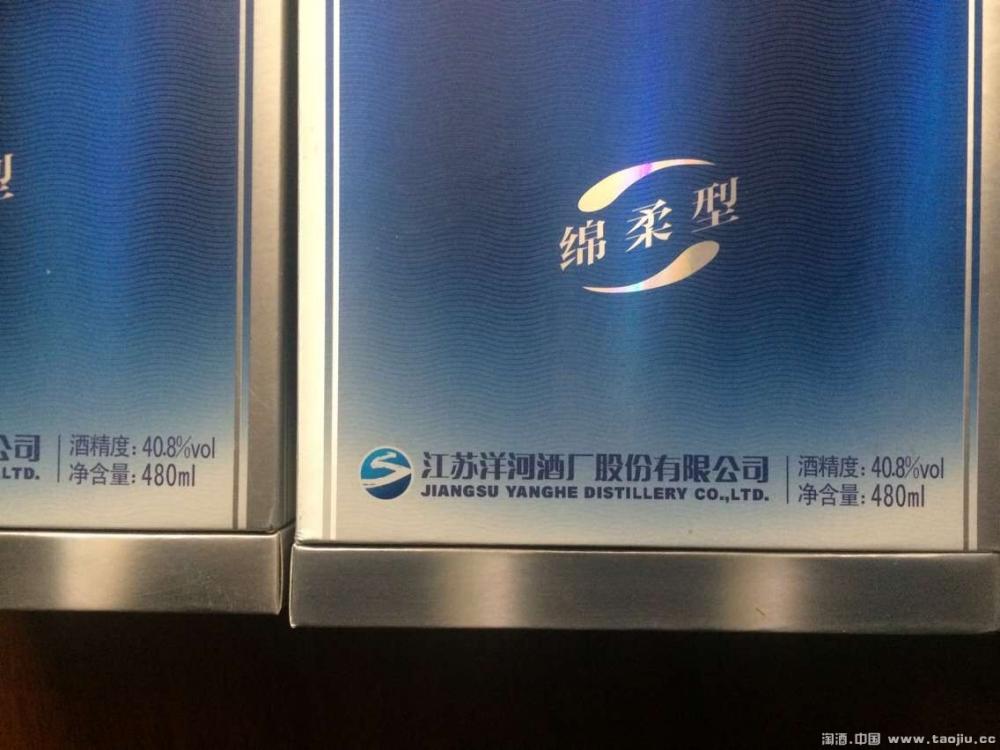 型
公司
LTD.
酒精度: 40.8%vol
净含量: 480ml
绵柔型
江苏洋河酒厂股份有限公司
JIANGSU YANGHE DISTILLERY CO.,LTD.
酒精度: 40.8%vol
净含量: 480ml
淘酒.中国 www.taojiu.cc